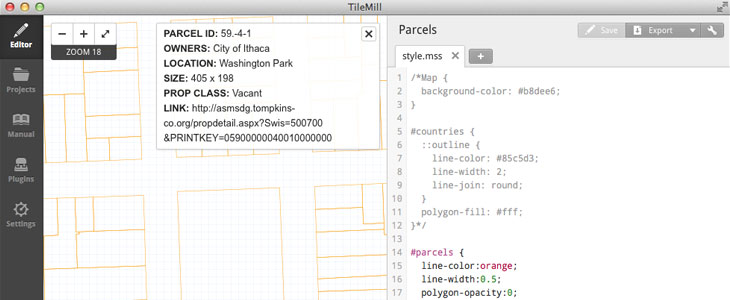 TileMill
Editor
Projects
Manual
Plugins
Settings
− + 
ZOOM 18
PARCEL ID: 59.-4-1
OWNERS: City of Ithaca
LOCATION: Washington Park
SIZE: 405 x 198
PROP CLASS: Vacant
LINK: http://asmsdg.tompkins-
co.org/propdetail.aspx?Swis=500700
&PRINTKEY=05900000040010000000
Parcels
Save
Export
style.mss
+
1 /*Map {
2 background-color: #b8dee6;
3 }
4
5 #countries {
6 ::outline {
7 line-color: #85c5d3;
8 line-width: 2;
9 line-join: round;
10 }
11 polygon-fill: #fff;
12 }*/
13
14 #parcels {
15 line-color:orange;
16 line-width:0.5;
17 polygon-opacity:0;